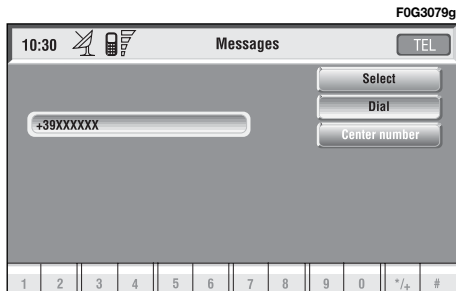 F0G3079g
10:30 Messages TEL
Select
Dial
+39XXXXXX
Center number
1 2 3 4 5 6 7 8 9 0 */+ #